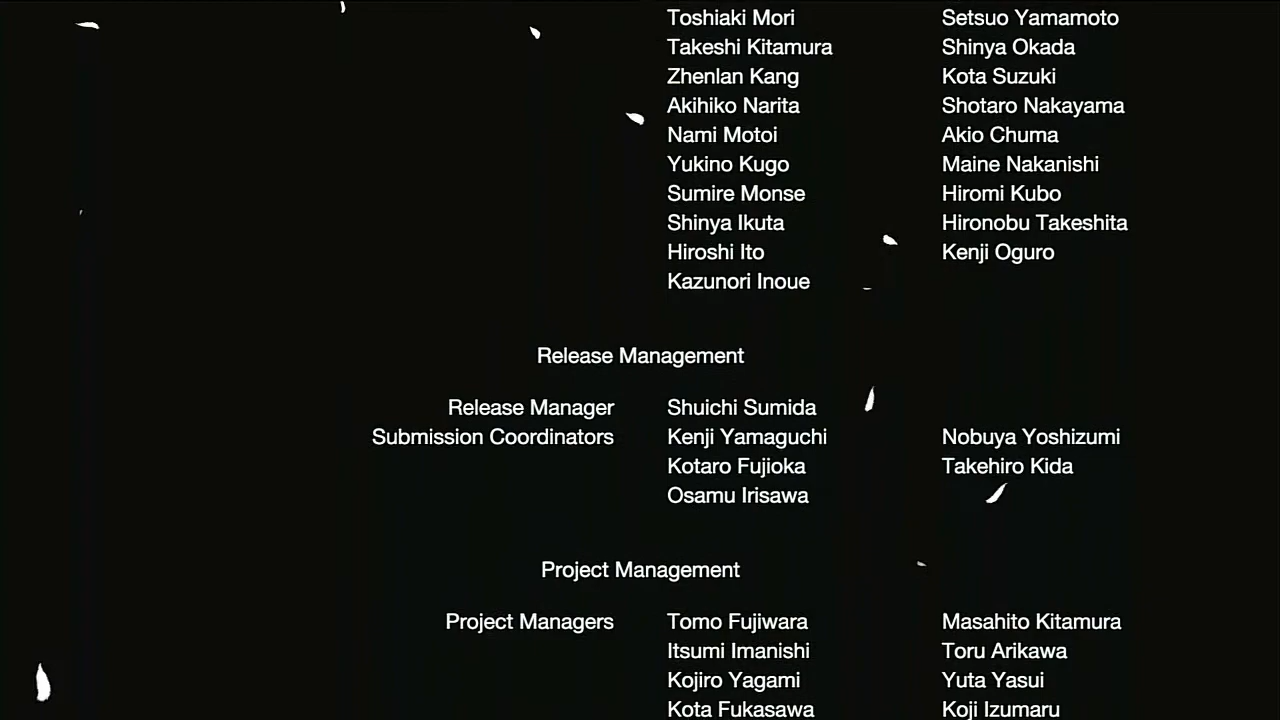 Toshiaki Mori Setsuo Yamamoto
Takeshi Kitamura Shinya Okada
Zhenlan Kang Kota Suzuki
Akihiko Narita Shotaro Nakayama
Nami Motoi Akio Chuma
Yukino Kugo Maine Nakanishi
Sumire Monse Hiromi Kubo
Shinya Ikuta Hironobu Takeshita
Hiroshi Ito Kenji Oguro
Kazunori Inoue
Release Management
Release Manager Shuichi Sumida
Submission Coordinators Kenji Yamaguchi Nobuya Yoshizumi
Kotaro Fujioka Takehiro Kida
Osamu Irisawa
Project Management
Project Managers Tomo Fujiwara Masahito Kitamura
Itsumi Imanishi Toru Arikawa
Kojiro Yagami Yuta Yasui
Kota Fukasawa Koji Izumaru